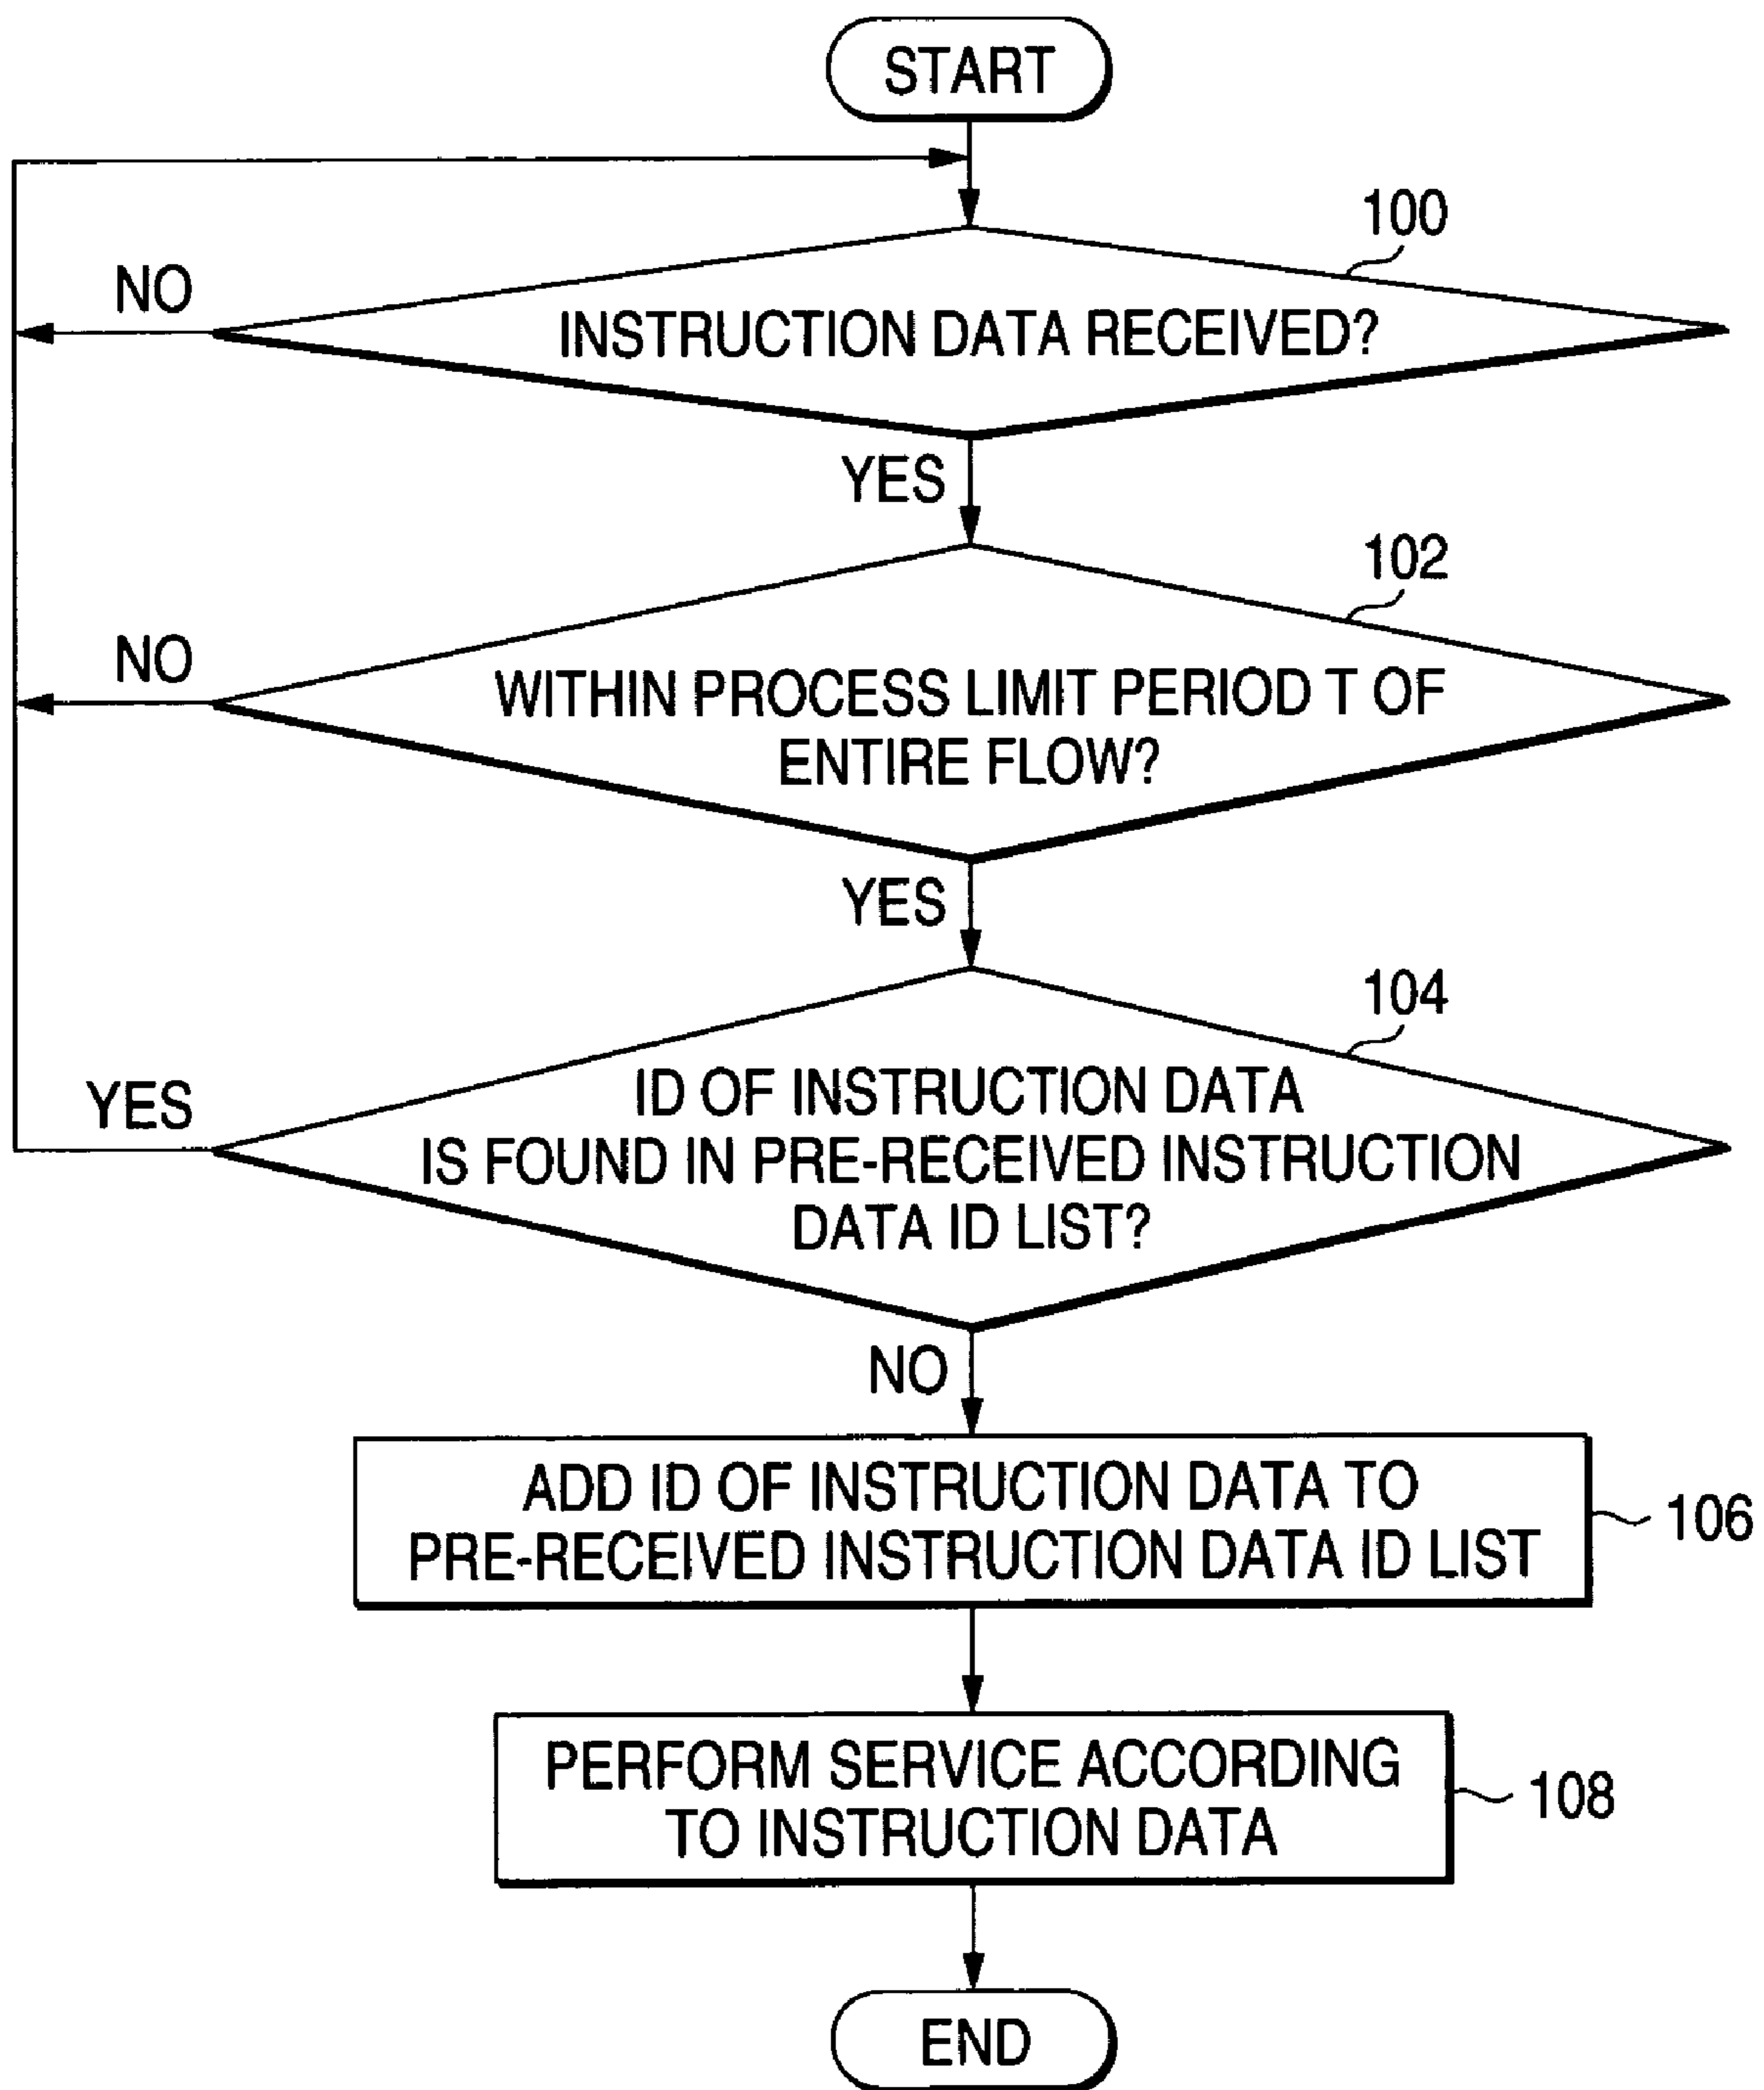 START
100
NO
INSTRUCTION DATA RECEIVED?
YES
102
NO
WITHIN PROCESS LIMIT PERIOD T OF
ENTIRE FLOW?
YES
104
YES
ID OF INSTRUCTION DATA
IS FOUND IN PRE-RECEIVED INSTRUCTION
DATA ID LIST?
NO
ADD ID OF INSTRUCTION DATA TO
PRE-RECEIVED INSTRUCTION DATA ID LIST
106
PERFORM SERVICE ACCORDING
TO INSTRUCTION DATA
108
END